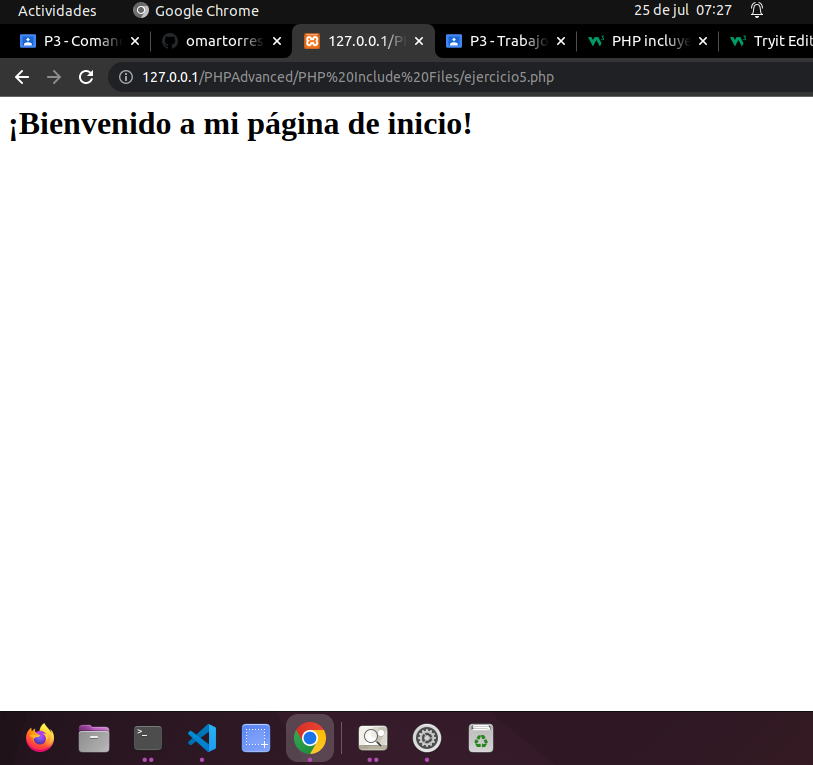 Actividades Google Chrome 25 de jul 07:27
P3 - Coman omartorres 127.0.0.1/P P3 - Trabajo PHP incluye Tryit Edit
127.0.0.1/PHPAdvanced/PHP%20Include%20Files/ejercicio5.php
¡Bienvenido a mi página de inicio!